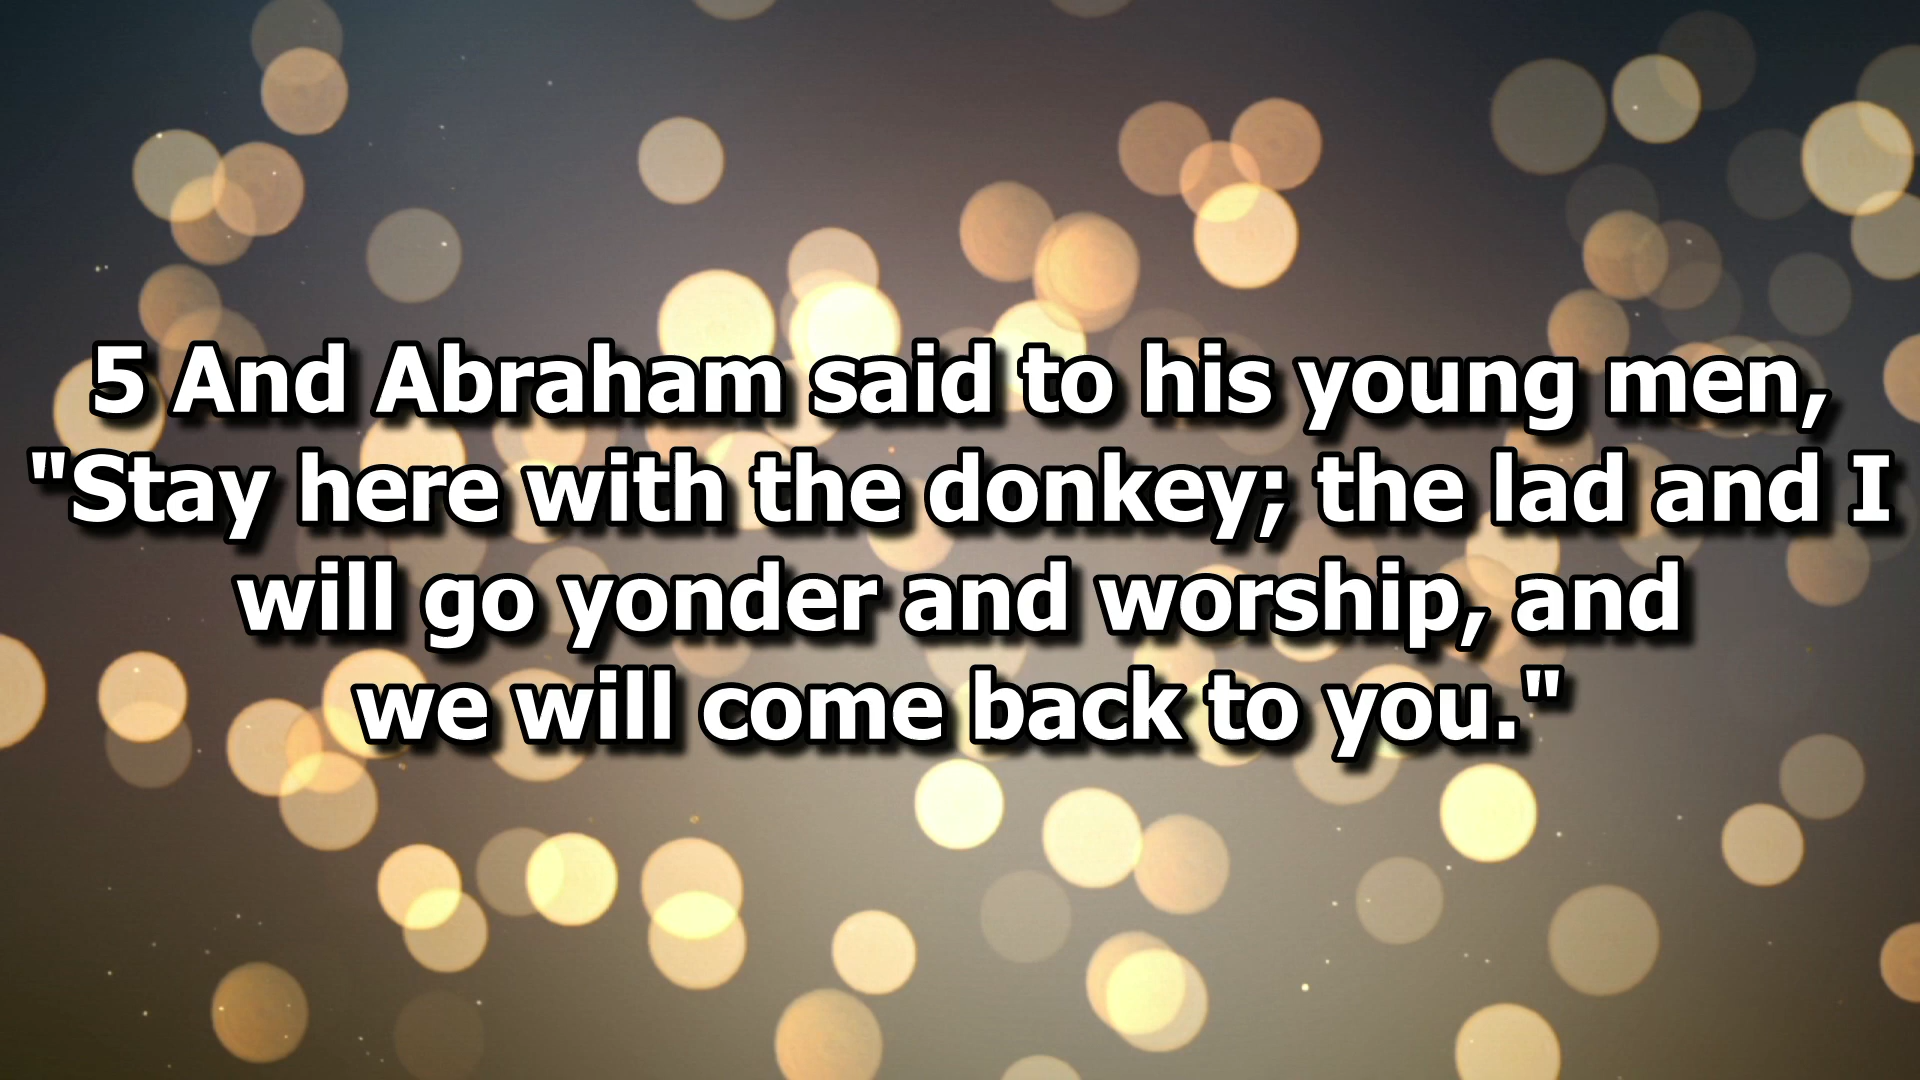 5 And Abraham said to his young men,
"Stay here with the donkey; the lad and I
will go yonder and worship, and
we will come back to you."